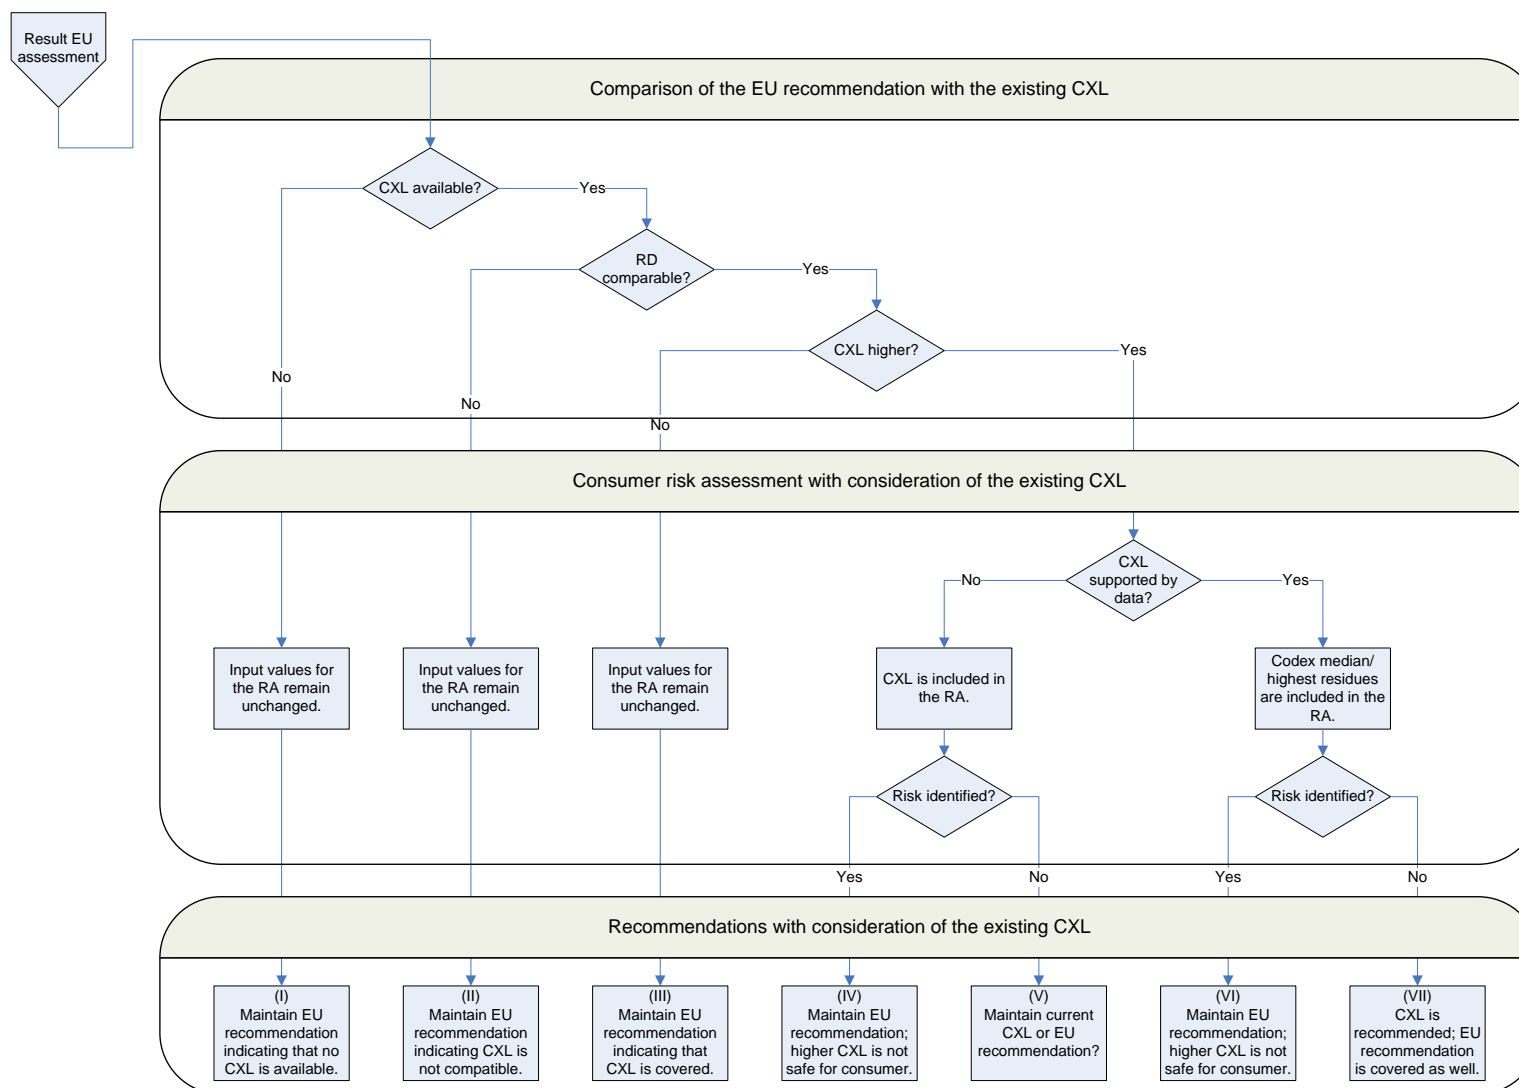 Result EU
assessment
Comparison of the EU recommendation with the existing CXL
CXL available?
Yes
RD
comparable?
Yes
CXL higher?
Yes
No
No
No
Consumer risk assessment with consideration of the existing CXL
CXL
supported by
data?
No
Yes
Input values for
the RA remain
unchanged.
Input values for
the RA remain
unchanged.
Input values for
the RA remain
unchanged.
CXL is included in
the RA.
Codex median/
highest residues
are included in the
RA.
Risk identified?
Risk identified?
Yes
No
Yes
No
Recommendations with consideration of the existing CXL
(I)
Maintain EU
recommendation
indicating that no
CXL is available.
(II)
Maintain EU
recommendation
indicating CXL is
not compatible.
(III)
Maintain EU
recommendation
indicating that
CXL is covered.
(IV)
Maintain EU
recommendation;
higher CXL is not
safe for consumer.
(V)
Maintain current
CXL or EU
recommendation?
(VI)
Maintain EU
recommendation;
higher CXL is not
safe for consumer.
(VII)
CXL is
recommended; EU
recommendation
is covered as well.